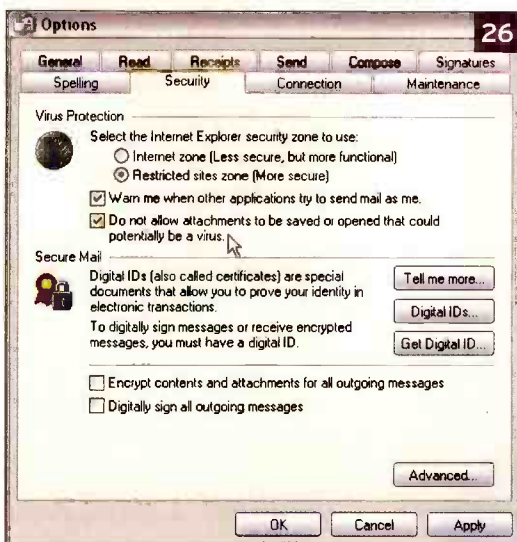 Options
26
General Read Receipts Send Compose Signatures
Spelling Security Connection Maintenance
Virus Protection
Select the Internet Explorer security zone to use:
Internet zone (Less secure, but more functional)
Restricted sites zone (More secure)
Warn me when other applications try to send mail as me.
Do not allow attachments to be saved or opened that could
potentially be a virus.
Secure Mail
Digital IDs (also called certificates) are special
documents that allow you to prove your identity in
electronic transactions.
Tell me more...
Digital IDs...
To digitally sign messages or receive encrypted
messages, you must have a digital ID.
Get Digital ID...
Encrypt contents and attachments for all outgoing messages
Digitally sign all outgoing messages
Advanced...
OK Cancel Apply